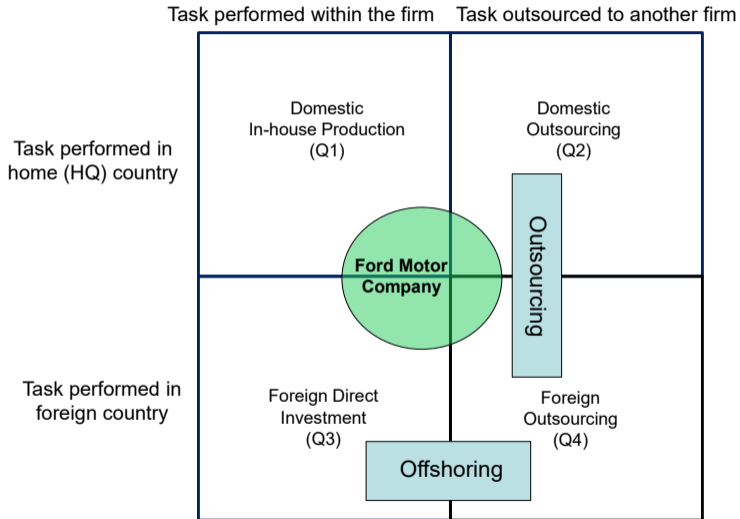 Task performed within the firm
Task outsourced to another firm
Task performed in
home (HQ) country
Domestic
In-house Production
(Q1)
Domestic
Outsourcing
(Q2)
Outsourcing
Ford Motor
Company
Task performed in
foreign country
Foreign Direct
Investment
(Q3)
Foreign
Outsourcing
(Q4)
Offshoring